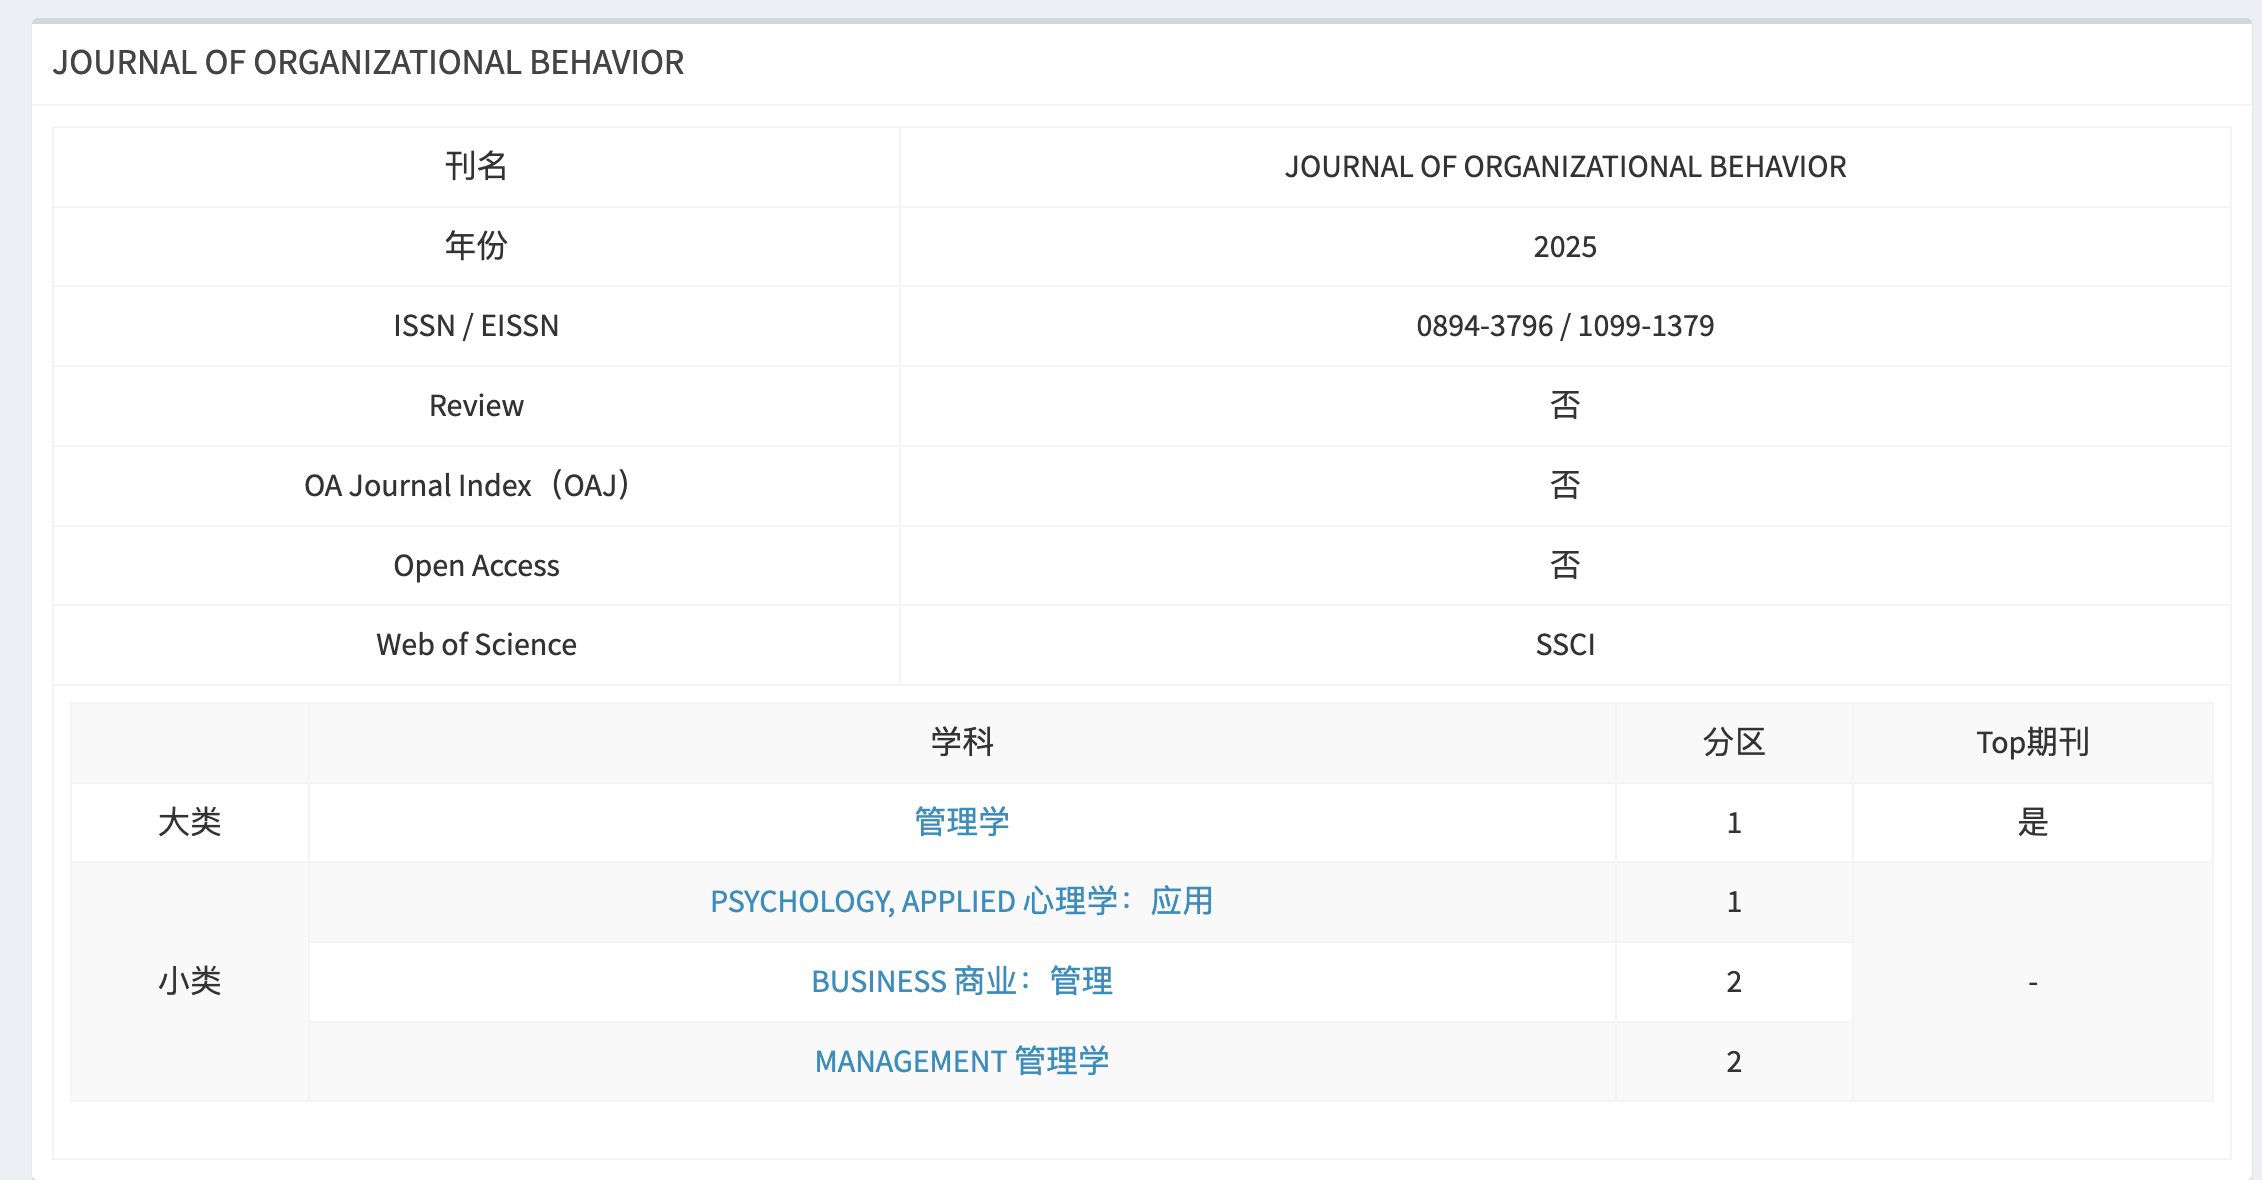 JOURNAL OF ORGANIZATIONAL BEHAVIOR
刊名 JOURNAL OF ORGANIZATIONAL BEHAVIOR
年份 2025
ISSN / EISSN 0894-3796 / 1099-1379
Review 否
OA Journal Index（OAJ） 否
Open Access 否
Web of Science SSCI
学科 分区 Top期刊
大类 管理学 1 是
PSYCHOLOGY, APPLIED 心理学：应用 1
小类 BUSINESS 商业：管理 2 -
MANAGEMENT 管理学 2